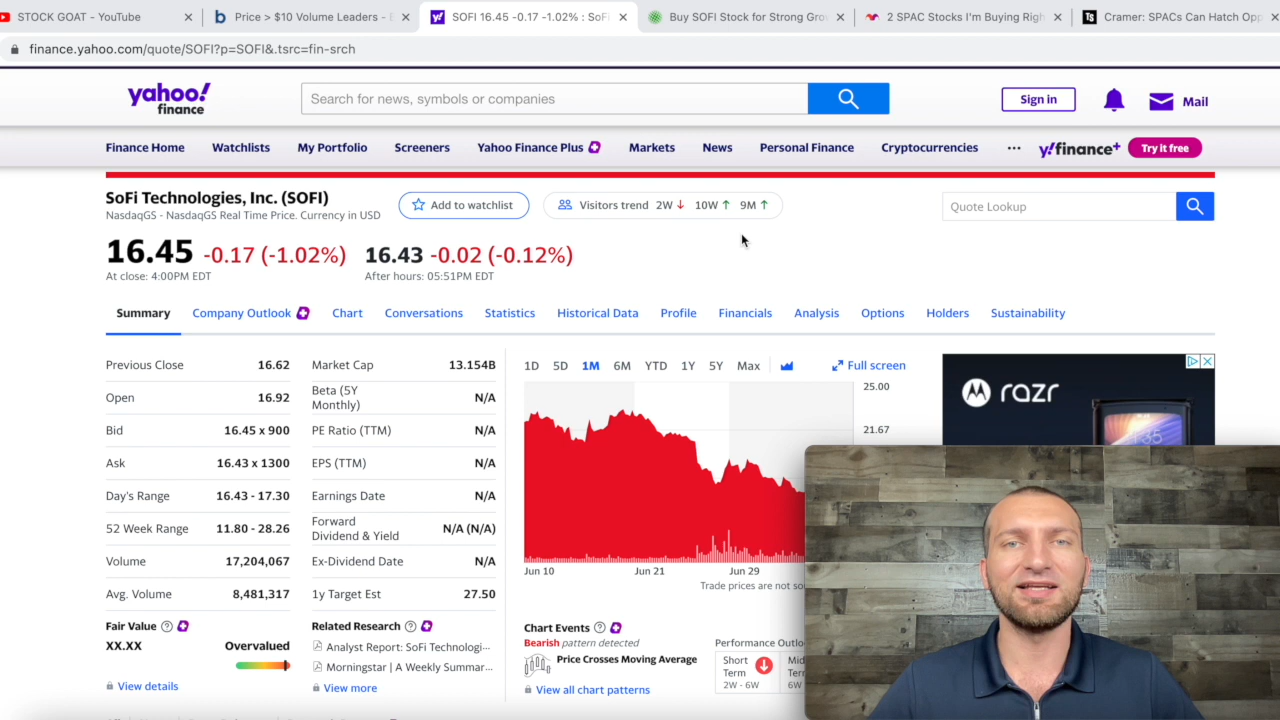 STOCK GOAT - YouTube
Price > $10 Volume Leaders -
SOFI 16.45 -0.17 -1.02% : SoFi
Buy SOFI Stock for Strong Gro
2 SPAC Stocks I'm Buying Righ
Cramer: SPACs Can Hatch Opp
finance.yahoo.com/quote/SOFI?p=SOFI&.tsrc=fin-srch
yahoo!
finance
Search for news, symbols or companies
Sign in
Mail
Finance Home Watchlists My Portfolio Screeners Yahoo Finance Plus Markets News Personal Finance Cryptocurrencies ··· y!finance+ Try it free
SoFi Technologies, Inc. (SOFI)
NasdaqGS - NasdaqGS Real Time Price. Currency in USD
Add to watchlist
Visitors trend 2W ↓ 10W ↑ 9M ↑
Quote Lookup
16.45 -0.17 (-1.02%)
At close: 4:00PM EDT
16.43 -0.02 (-0.12%)
After hours: 05:51PM EDT
Summary Company Outlook Chart Conversations Statistics Historical Data Profile Financials Analysis Options Holders Sustainability
Previous Close 16.62
Open 16.92
Bid 16.45 x 900
Ask 16.43 x 1300
Day's Range 16.43 - 17.30
52 Week Range 11.80 - 28.26
Volume 17,204,067
Avg. Volume 8,481,317
Market Cap 13.154B
Beta (5Y
Monthly) N/A
PE Ratio (TTM) N/A
EPS (TTM) N/A
Earnings Date N/A
Forward
Dividend & Yield N/A (N/A)
Ex-Dividend Date N/A
1y Target Est 27.50
1D 5D 1M 6M YTD 1Y 5Y Max
Full screen
25.00
21.67
Jun 10 Jun 21 Jun 29
Trade prices are not so
razr
Fair Value
XX.XX Overvalued
View details
Related Research
Analyst Report: SoFi Technologi...
Morningstar | A Weekly Summar...
View more
Chart Events
Bearish pattern detected
Price Crosses Moving Average
View all chart patterns
Performance Outlo
Short
Term
2W - 6W
Mid
Term
6W